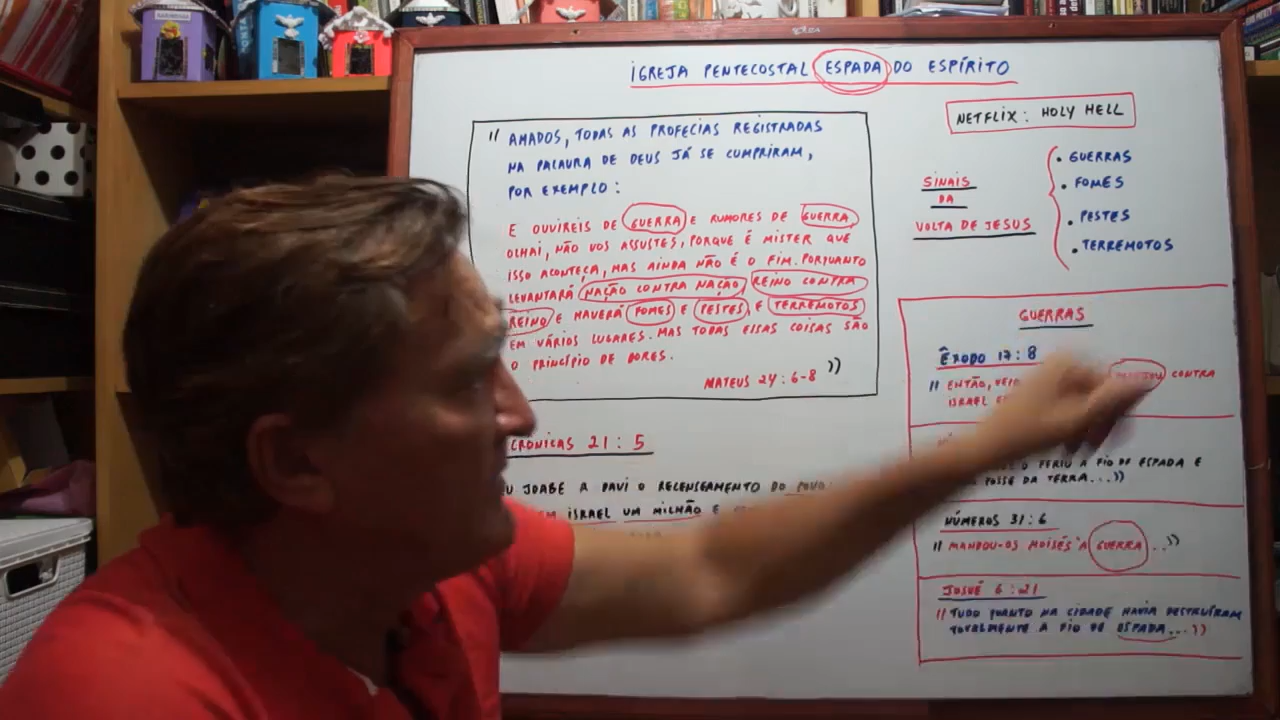 IGREJA PENTECOSTAL ESPADA DO ESPÍRITO
NETFLIX: HOLY HELL
" AMADOS, TODAS AS PROFECIAS REGISTRADAS
NA PALAVRA DE DEUS JÁ SE CUMPRIRAM,
POR EXEMPLO:
E OUVIREIS DE GUERRA E RUMORES DE GUERRA
OLHAI, NÃO VOS ASSUSTES, PORQUE É MISTER QUE
ISSO ACONTEÇA, MAS AINDA NÃO É O FIM. PORQUANTO
LEVANTARÁ NAÇÃO CONTRA NAÇÃO, REINO CONTRA
REINO E HAVERÁ FOMES E PESTES, E TERREMOTOS
EM VÁRIOS LUGARES. MAS TODAS ESSAS COISAS SÃO
O PRINCÍPIO DE DORES.
MATEUS 24:6-8 "
SINAIS
DA
VOLTA DE JESUS
• GUERRAS
• FOMES
• PESTES
• TERREMOTOS
CRÔNICAS 21:5
JOABE A DAVI O RECENSEAMENTO DO POVO
ISRAEL UM MILHÃO E
GUERRAS
ÊXODO 17:8
" ENTÃO, CONTRA
ISRAEL
FERIU A FIO DE ESPADA E
POSSE DA TERRA..."
NÚMEROS 31:6
" MANDOU-OS MOISÉS À GUERRA..."
JOSUÉ 6:21
" TUDO QUANTO NA CIDADE HAVIA DESTRUÍRAM
TOTALMENTE A FIO DE ESPADA..."